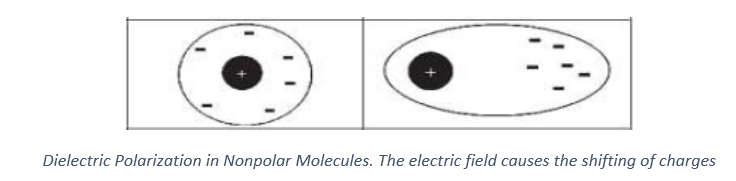 Dielectric Polarization in Nonpolar Molecules. The electric field causes the shifting of charges